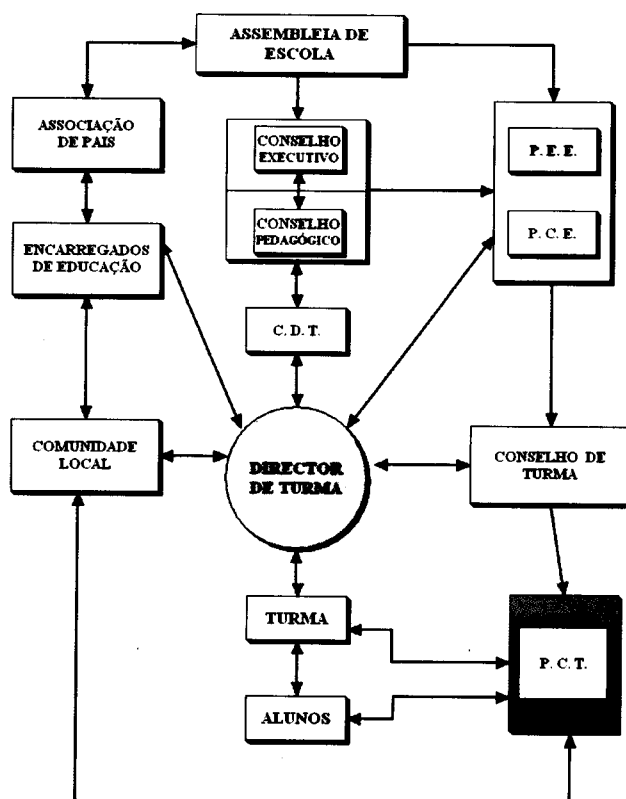 ASSEMBLEIA DE
ESCOLA
ASSOCIAÇÃO
DE PAIS
CONSELHO
EXECUTIVO
P. E. E.
CONSELHO
PEDAGÓGICO
P. C. E.
ENCARREGADOS
DE EDUCAÇÃO
C. D. T.
COMUNIDADE
LOCAL
DIRECTOR
DE TURMA
CONSELHO DE
TURMA
TURMA
P. C. T.
ALUNOS